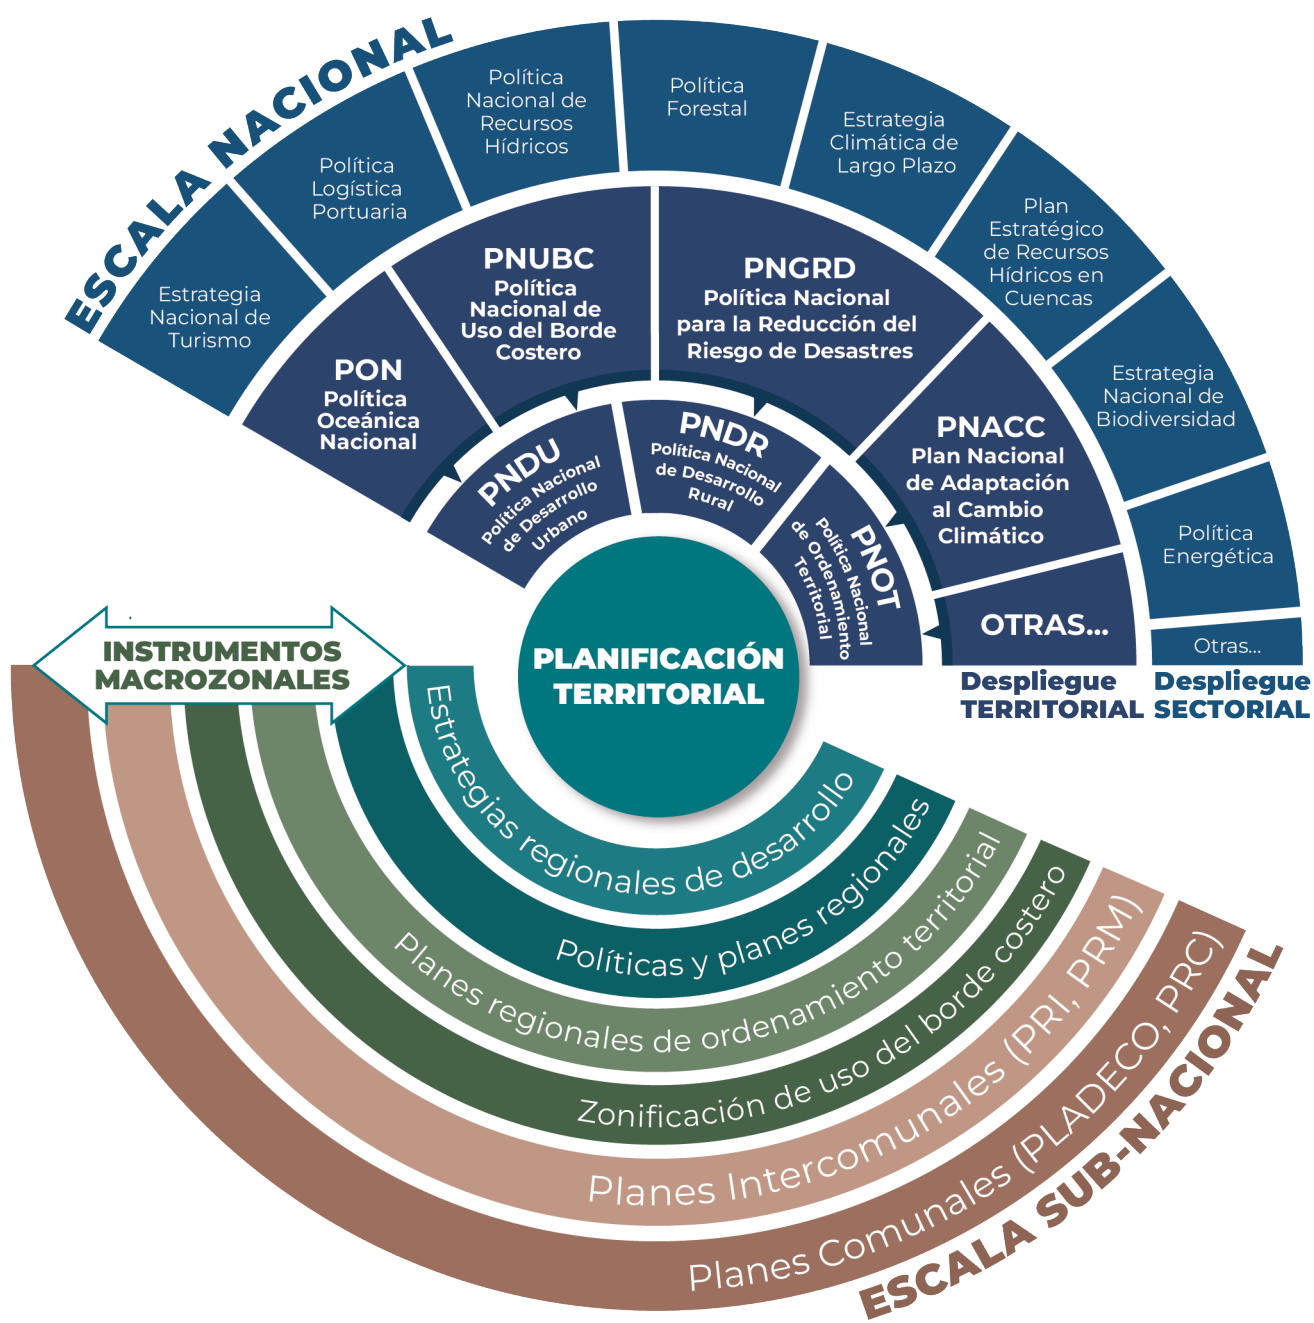 ESCALA NACIONAL
Estrategia
Nacional de
Turismo
Política
Logística
Portuaria
Política
Nacional de
Recursos
Hídricos
Política
Forestal
Estrategia
Climática de
Largo Plazo
Plan
Estratégico
de Recursos
Hídricos en
Cuencas
Estrategia
Nacional de
Biodiversidad
Política
Energética
Otras...
Despliegue
SECTORIAL
PON
Política
Oceánica
Nacional
PNUBC
Política
Nacional de
Uso del Borde
Costero
PNGRD
Política Nacional
para la Reducción del
Riesgo de Desastres
PNACC
Plan Nacional
de Adaptación
al Cambio
Climático
OTRAS...
Despliegue
TERRITORIAL
PNDU
Política Nacional
de Desarrollo
Urbano
PNDR
Política Nacional
de Desarrollo
Rural
PNOT
Política Nacional
de Ordenamiento
Territorial
PLANIFICACIÓN
TERRITORIAL
INSTRUMENTOS
MACROZONALES
Estrategias regionales de desarrollo
Políticas y planes regionales
Planes regionales de ordenamiento territorial
Zonificación de uso del borde costero
Planes Intercomunales (PRI, PRM)
Planes Comunales (PLADECO, PRC)
ESCALA SUB-NACIONAL